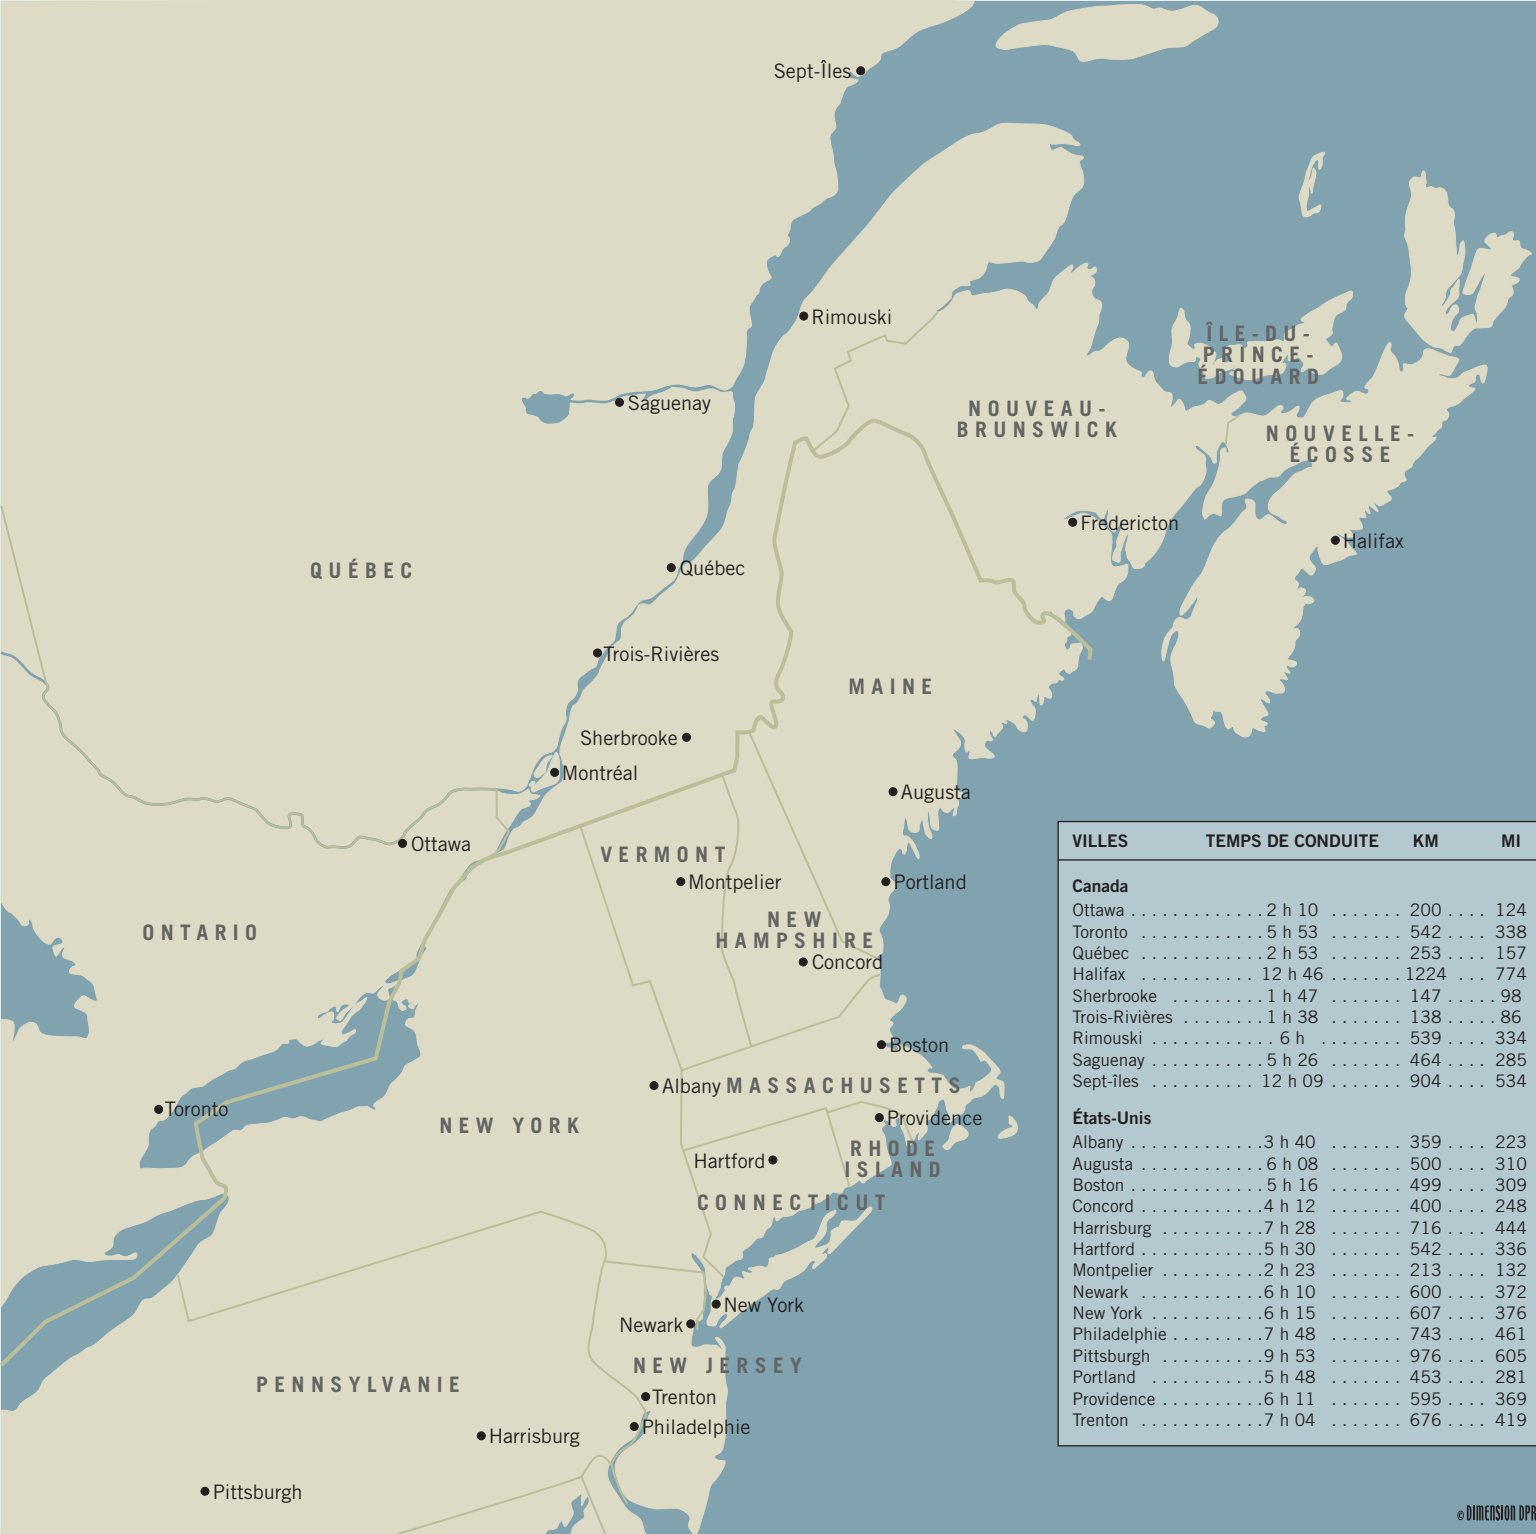 Sept-Îles
Rimouski
ÎLE-DU-
PRINCE-
ÉDOUARD
Saguenay
NOUVEAU-
BRUNSWICK
NOUVELLE-
ÉCOSSE
Fredericton
Halifax
QUÉBEC
Québec
Trois-Rivières
MAINE
Sherbrooke
Montréal
Augusta
Ottawa
VERMONT
Montpelier
Portland
NEW
HAMPSHIRE
ONTARIO
Concord
Boston
Albany
MASSACHUSETTS
Toronto
NEW YORK
Providence
RHODE
ISLAND
Hartford
CONNECTICUT
New York
Newark
NEW JERSEY
PENNSYLVANIE
Trenton
Philadelphie
Harrisburg
Pittsburgh
VILLES TEMPS DE CONDUITE KM MI
Canada
Ottawa . . . . . . . . . . . . . 2 h 10 . . . . . . . 200 . . . . 124
Toronto . . . . . . . . . . . . 5 h 53 . . . . . . . 542 . . . . 338
Québec . . . . . . . . . . . . 2 h 53 . . . . . . . 253 . . . . 157
Halifax . . . . . . . . . . . . 12 h 46 . . . . . . . 1224 . . . 774
Sherbrooke . . . . . . . . . 1 h 47 . . . . . . . 147 . . . . . 98
Trois-Rivières . . . . . . . . 1 h 38 . . . . . . . 138 . . . . . 86
Rimouski . . . . . . . . . . . . 6 h . . . . . . . 539 . . . . 334
Saguenay . . . . . . . . . . . 5 h 26 . . . . . . . 464 . . . . 285
Sept-îles . . . . . . . . . . 12 h 09 . . . . . . . 904 . . . . 534
États-Unis
Albany . . . . . . . . . . . . . 3 h 40 . . . . . . . 359 . . . . 223
Augusta . . . . . . . . . . . . 6 h 08 . . . . . . . 500 . . . . 310
Boston . . . . . . . . . . . . 5 h 16 . . . . . . . 499 . . . . 309
Concord . . . . . . . . . . . . 4 h 12 . . . . . . . 400 . . . . 248
Harrisburg . . . . . . . . . . 7 h 28 . . . . . . . 716 . . . . 444
Hartford . . . . . . . . . . . . 5 h 30 . . . . . . . 542 . . . . 336
Montpelier . . . . . . . . . . 2 h 23 . . . . . . . 213 . . . . 132
Newark . . . . . . . . . . . . 6 h 10 . . . . . . . 600 . . . . 372
New York . . . . . . . . . . . . 6 h 15 . . . . . . . 607 . . . . 376
Philadelphie . . . . . . . . . 7 h 48 . . . . . . . 743 . . . . 461
Pittsburgh . . . . . . . . . . 9 h 53 . . . . . . . 976 . . . . 605
Portland . . . . . . . . . . . . 5 h 48 . . . . . . . 453 . . . . 281
Providence . . . . . . . . . . 6 h 11 . . . . . . . 595 . . . . 369
Trenton . . . . . . . . . . . . 7 h 04 . . . . . . . 676 . . . . 419
© DIMENSION DPR